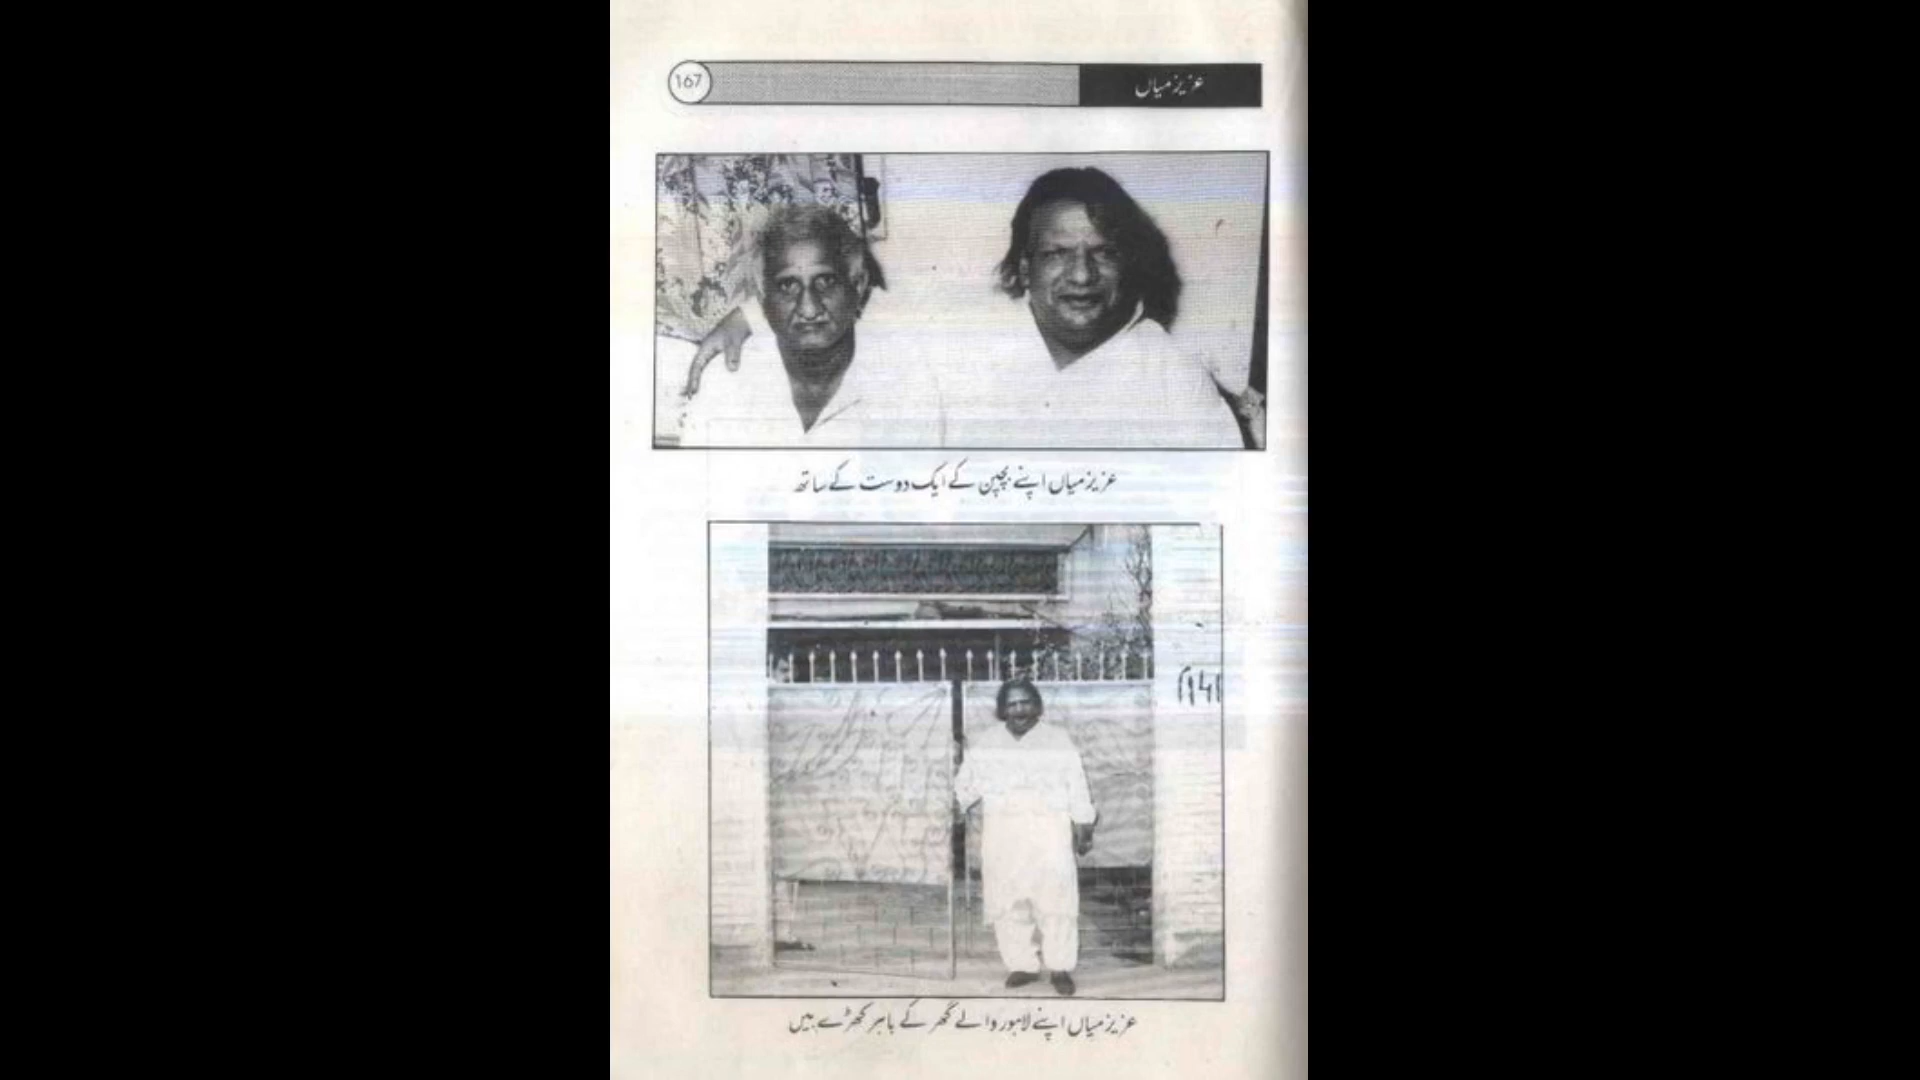 عزیز میاں
167
عزیز میاں اپنے بچپن کے ایک دوست کے ساتھ
عزیز میاں اپنے لاہور والے گھر کے باہر کھڑے ہیں